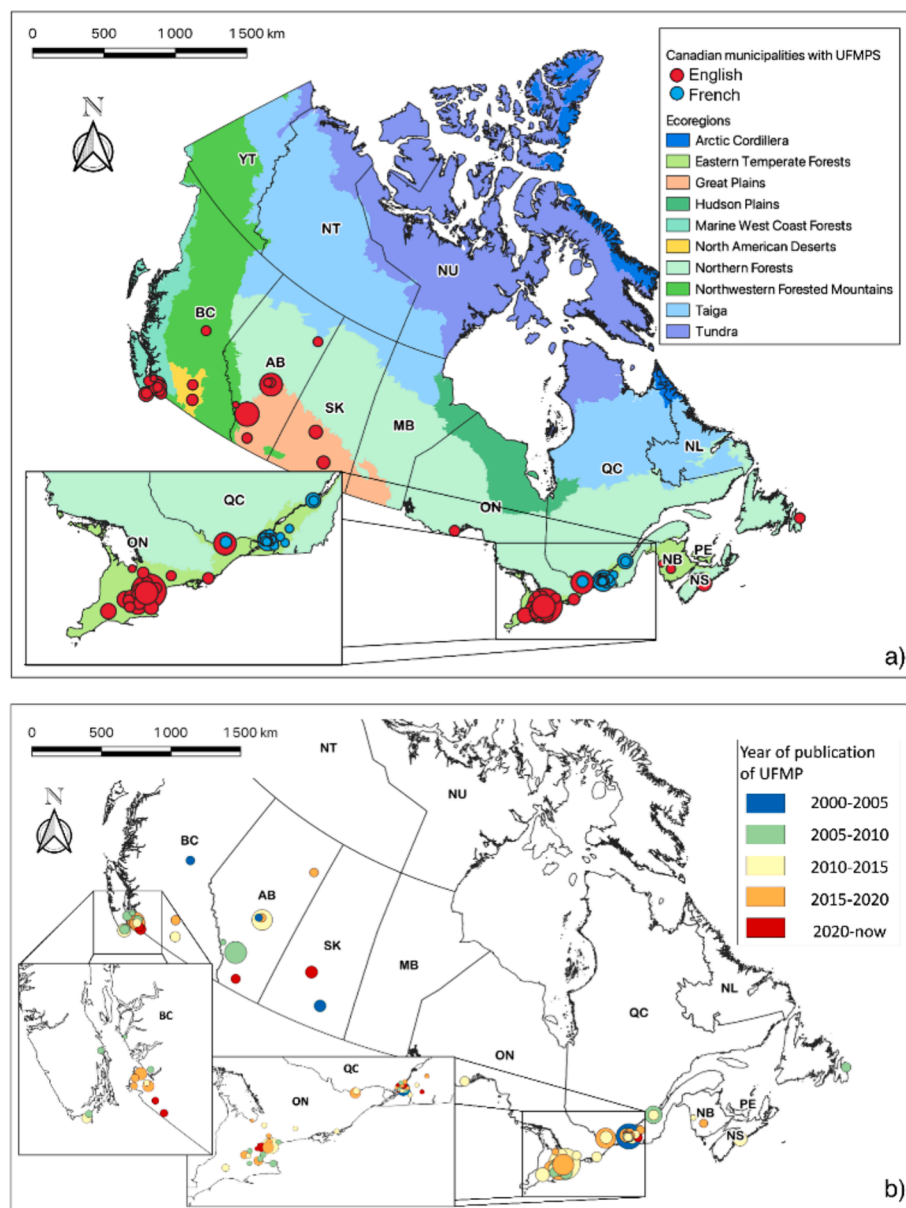 0 500 1 000 1 500 km
N
Canadian municipalities with UFMPS
English
French
Ecoregions
Arctic Cordillera
Eastern Temperate Forests
Great Plains
Hudson Plains
Marine West Coast Forests
North American Deserts
Northern Forests
Northwestern Forested Mountains
Taiga
Tundra
YT
NT
NU
BC
AB
SK
MB
NL
QC
ON
QC
ON
NB
PE
NS
a)
0 500 1 000 1 500 km
N
Year of publication
of UFMP
2000-2005
2005-2010
2010-2015
2015-2020
2020-now
NT
NU
BC
AB
SK
MB
NL
QC
BC
ON
QC
ON
NB
PE
NS
b)